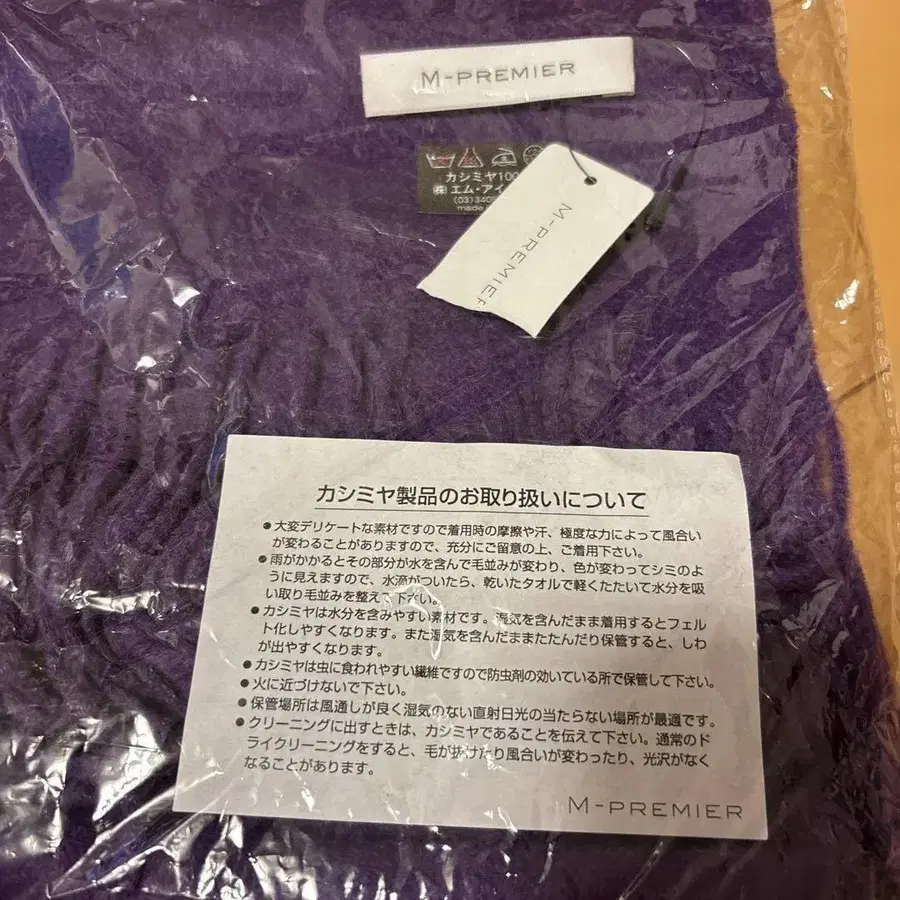 M-PREMIER
カシミヤ100
㈱エム・アイ
(03)3405
made
M-PREMIER
カシミヤ製品のお取り扱いについて
●大変デリケートな素材ですので着用時の摩擦や汗、極度な力によって風合い
が変わることがありますので、充分にご留意の上、ご着用下さい。
●雨がかかるとその部分が水を含んで毛並みが変わり、色が変わってシミのよ
うに見えますので、水滴がついたら、乾いたタオルで軽くたたいて水分を吸
い取り毛並みを整えて下さい。
●カシミヤは水分を含みやすい素材です。湿気を含んだまま着用するとフェル
ト化しやすくなります。また湿気を含んだままたたんだり保管すると、しわ
が出やすくなります。
●カシミヤは虫に食われやすい繊維ですので防虫剤の効いている所で保管して下さい。
●火に近づけないで下さい。
●保管場所は風通しが良く湿気のない直射日光の当たらない場所が最適です。
●クリーニングに出すときは、カシミヤであることを伝えて下さい。通常のド
ライクリーニングをすると、毛が抜けたり風合いが変わったり、光沢がなく
なることがあります。
M-PREMIER